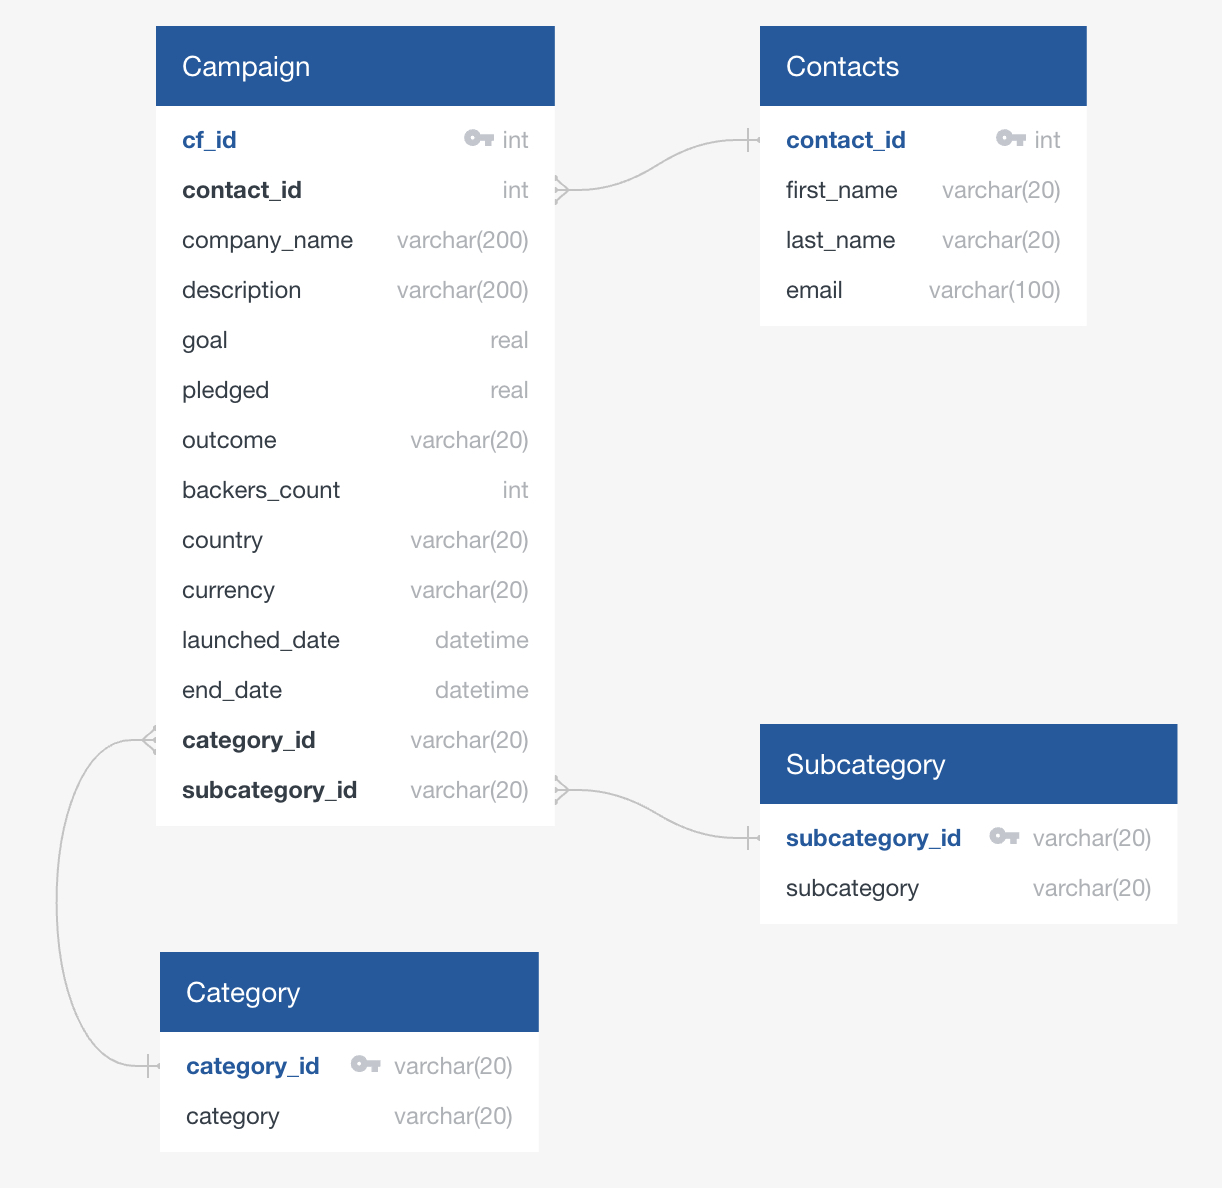 Campaign
cf_id int
contact_id int
company_name varchar(200)
description varchar(200)
goal real
pledged real
outcome varchar(20)
backers_count int
country varchar(20)
currency varchar(20)
launched_date datetime
end_date datetime
category_id varchar(20)
subcategory_id varchar(20)
Contacts
contact_id int
first_name varchar(20)
last_name varchar(20)
email varchar(100)
Subcategory
subcategory_id varchar(20)
subcategory varchar(20)
Category
category_id varchar(20)
category varchar(20)